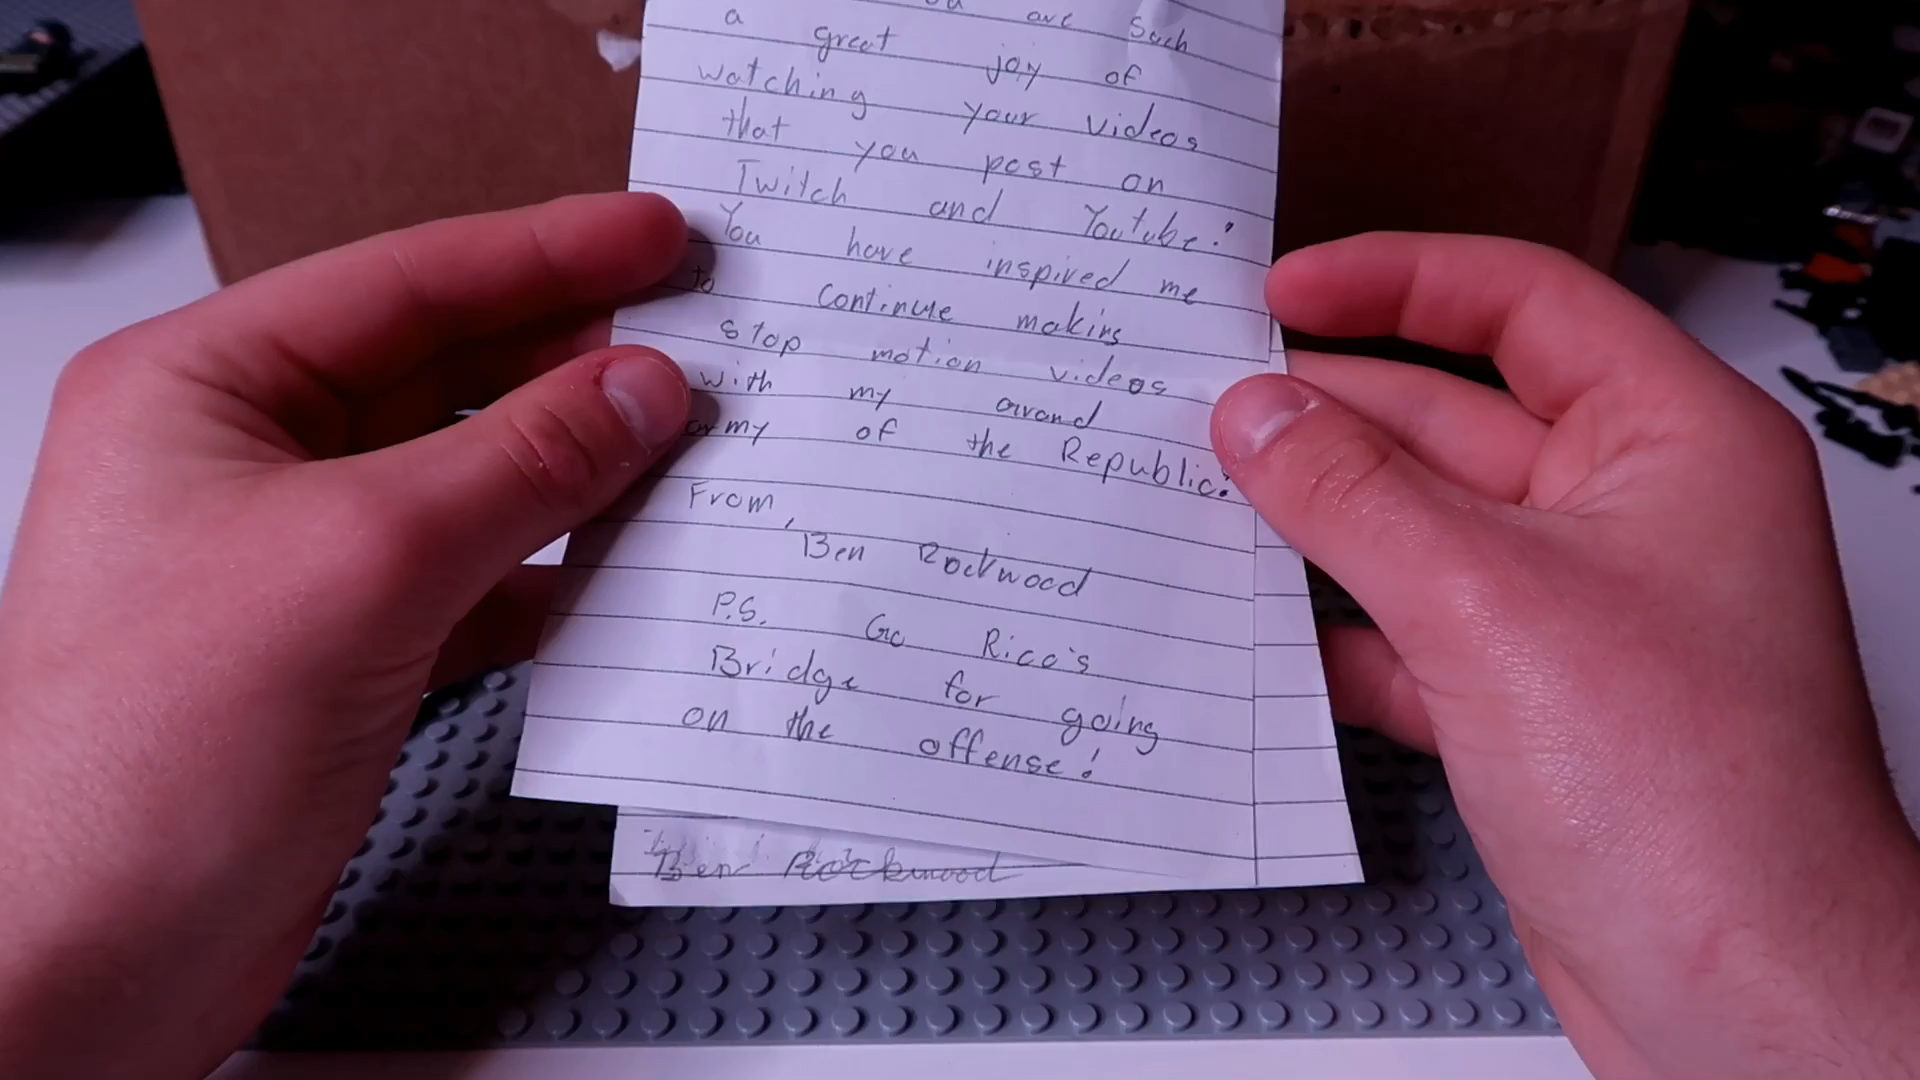 are Such
a great joy of
watching your videos
that you post on
Twitch and Youtube!
You have inspired me
to continue making
stop motion videos
with my grand
army of the Republic!
From,
Ben Rockwood
P.S. Go Rico's
Bridge for going
on the offense!
Ben Rockwood